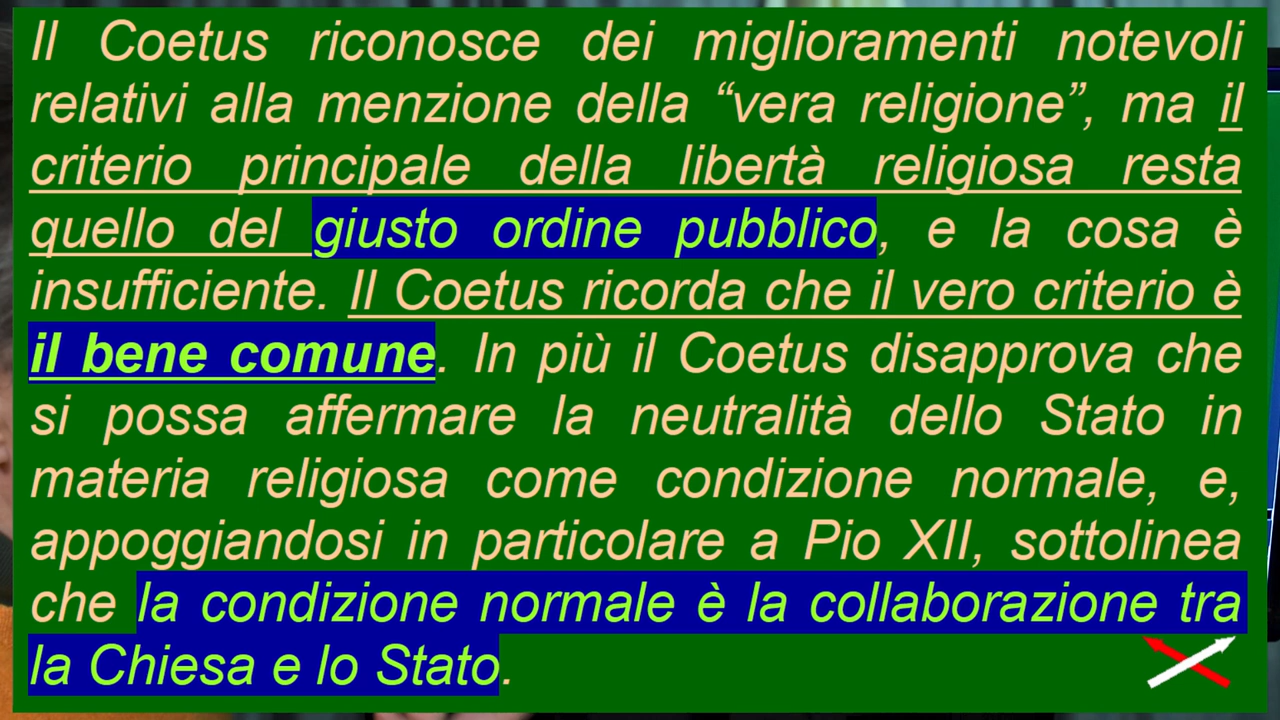 Il Coetus riconosce dei miglioramenti notevoli
relativi alla menzione della “vera religione”, ma il
criterio principale della libertà religiosa resta
quello del giusto ordine pubblico, e la cosa è
insufficiente. Il Coetus ricorda che il vero criterio è
il bene comune. In più il Coetus disapprova che
si possa affermare la neutralità dello Stato in
materia religiosa come condizione normale, e,
appoggiandosi in particolare a Pio XII, sottolinea
che la condizione normale è la collaborazione tra
la Chiesa e lo Stato.